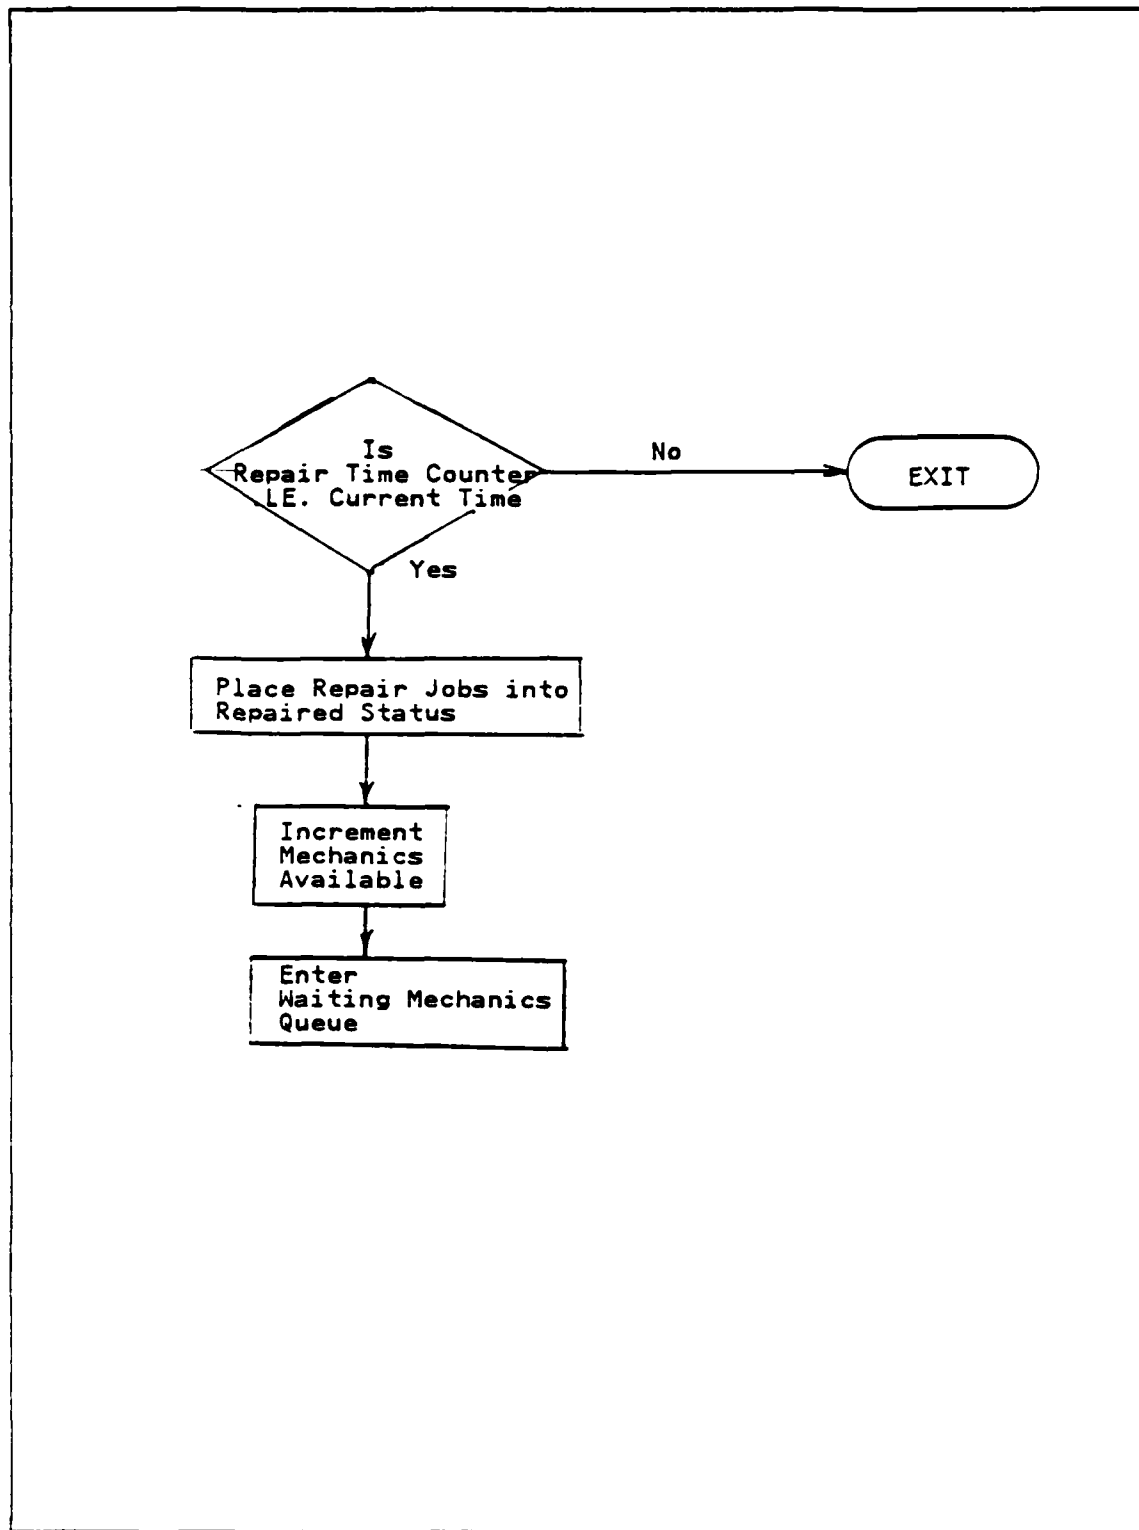 Is
Repair Time Counter
.LE. Current Time
No
EXIT
Yes
Place Repair Jobs into
Repaired Status
Increment
Mechanics
Available
Enter
Waiting Mechanics
Queue